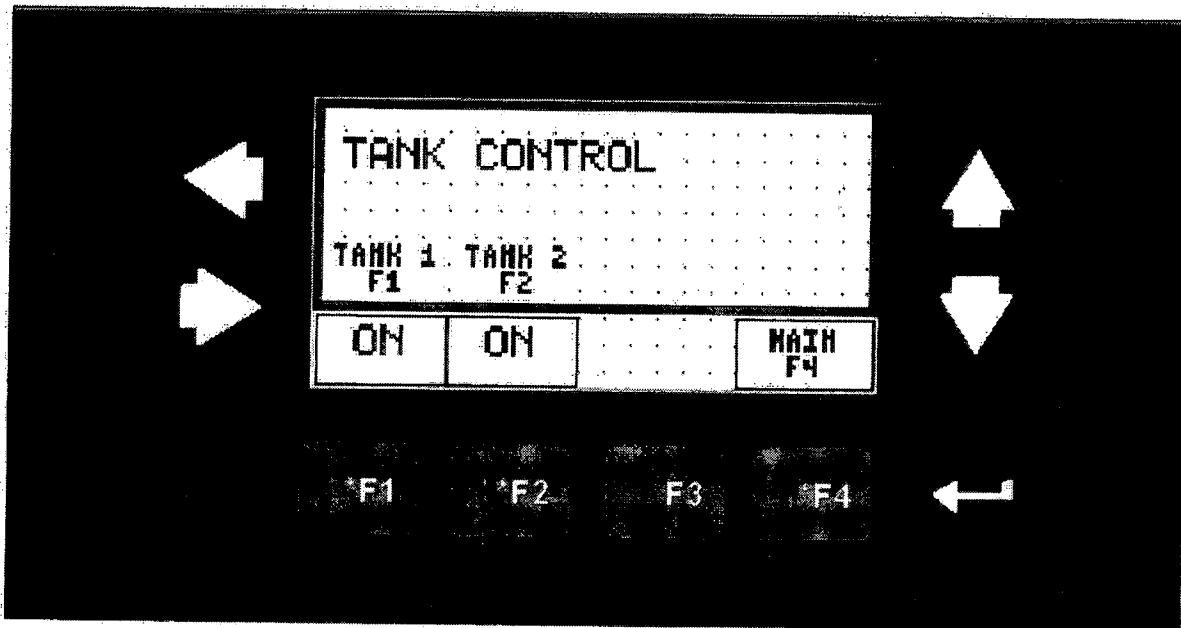 TANK CONTROL
TANK 1 TANK 2
F1 F2
ON ON MAIN
F4
*F1 *F2 F3 *F4